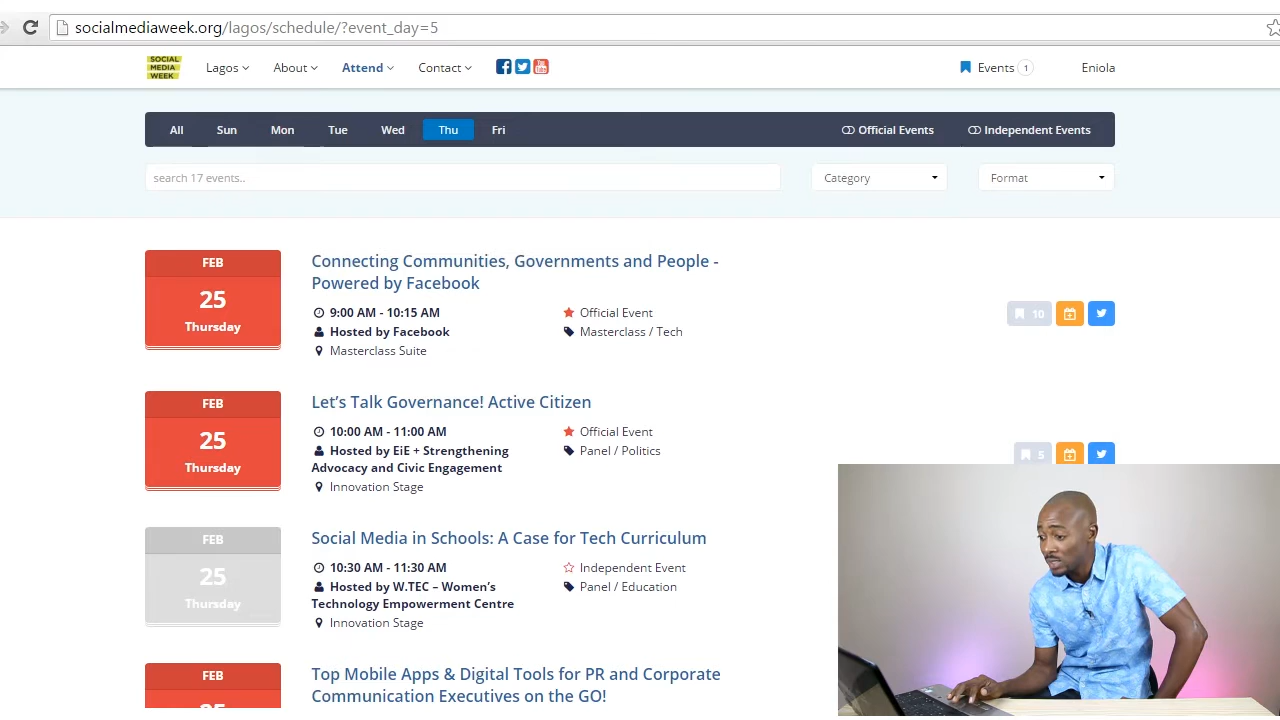 socialmediaweek.org/lagos/schedule/?event_day=5
SOCIAL
MEDIA
WEEK
Lagos
About
Attend
Contact
You
Tube
Events 1
Eniola
All
Sun
Mon
Tue
Wed
Thu
Fri
Official Events
Independent Events
search 17 events..
Category
Format
FEB
25
Thursday
Connecting Communities, Governments and People -
Powered by Facebook
9:00 AM - 10:15 AM
Hosted by Facebook
Masterclass Suite
Official Event
Masterclass / Tech
10
FEB
25
Thursday
Let’s Talk Governance! Active Citizen
10:00 AM - 11:00 AM
Hosted by EiE + Strengthening
Advocacy and Civic Engagement
Innovation Stage
Official Event
Panel / Politics
5
FEB
25
Thursday
Social Media in Schools: A Case for Tech Curriculum
10:30 AM - 11:30 AM
Hosted by W.TEC – Women’s
Technology Empowerment Centre
Innovation Stage
Independent Event
Panel / Education
FEB
25
Top Mobile Apps & Digital Tools for PR and Corporate
Communication Executives on the GO!